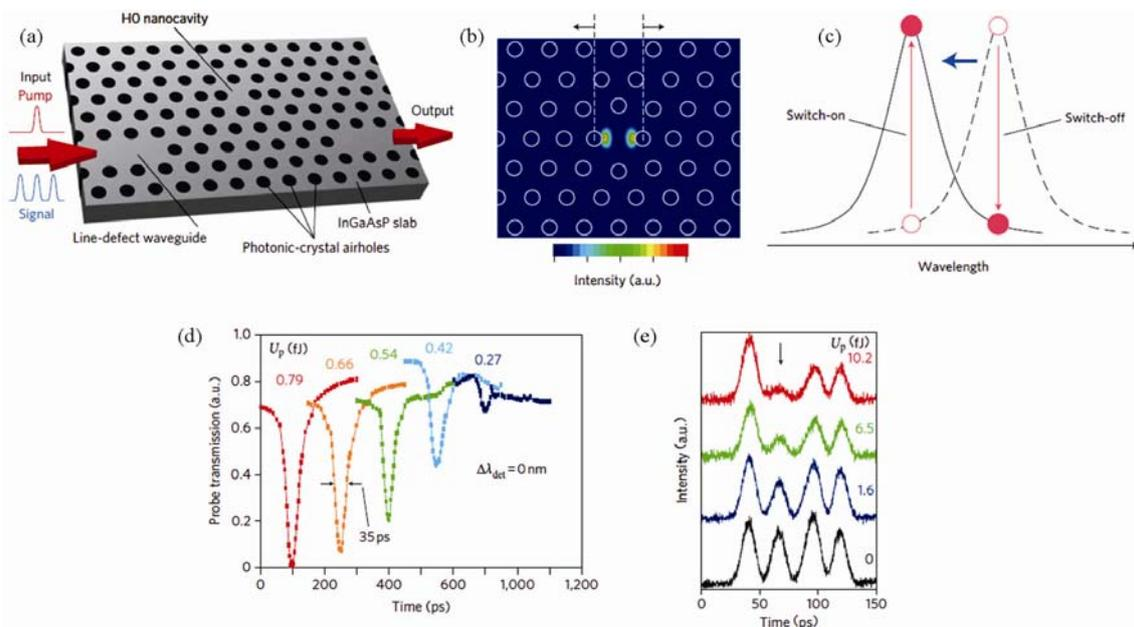 (a)
H0 nanocavity
Input
Pump
Output
Signal
InGaAsP slab
Line-defect waveguide
Photonic-crystal airholes
(b)
Intensity (a.u.)
(c)
Switch-on
Switch-off
Wavelength
(d)
1.0
0.8
0.6
0.4
0.2
0
Probe transmission (a.u.)
Uₚ (fJ)
0.79
0.66
0.54
0.42
0.27
Δλdet = 0 nm
35 ps
0 200 400 600 800 1,000 1,200
Time (ps)
(e)
Uₚ (fJ)
10.2
6.5
1.6
0
Intensity (a.u.)
0 50 100 150
Time (ps)